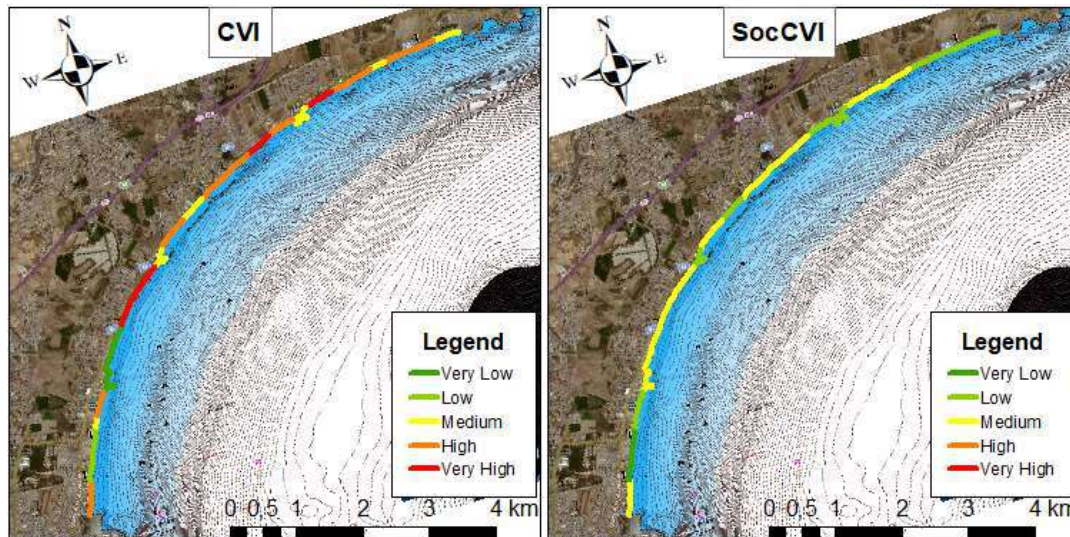 CVI
N
E
W
S
Legend
Very Low
Low
Medium
High
Very High
0 0,5 1 2 3 4 km
SocCVI
N
E
W
S
Legend
Very Low
Low
Medium
High
Very High
0 0,5 1 2 3 4 km